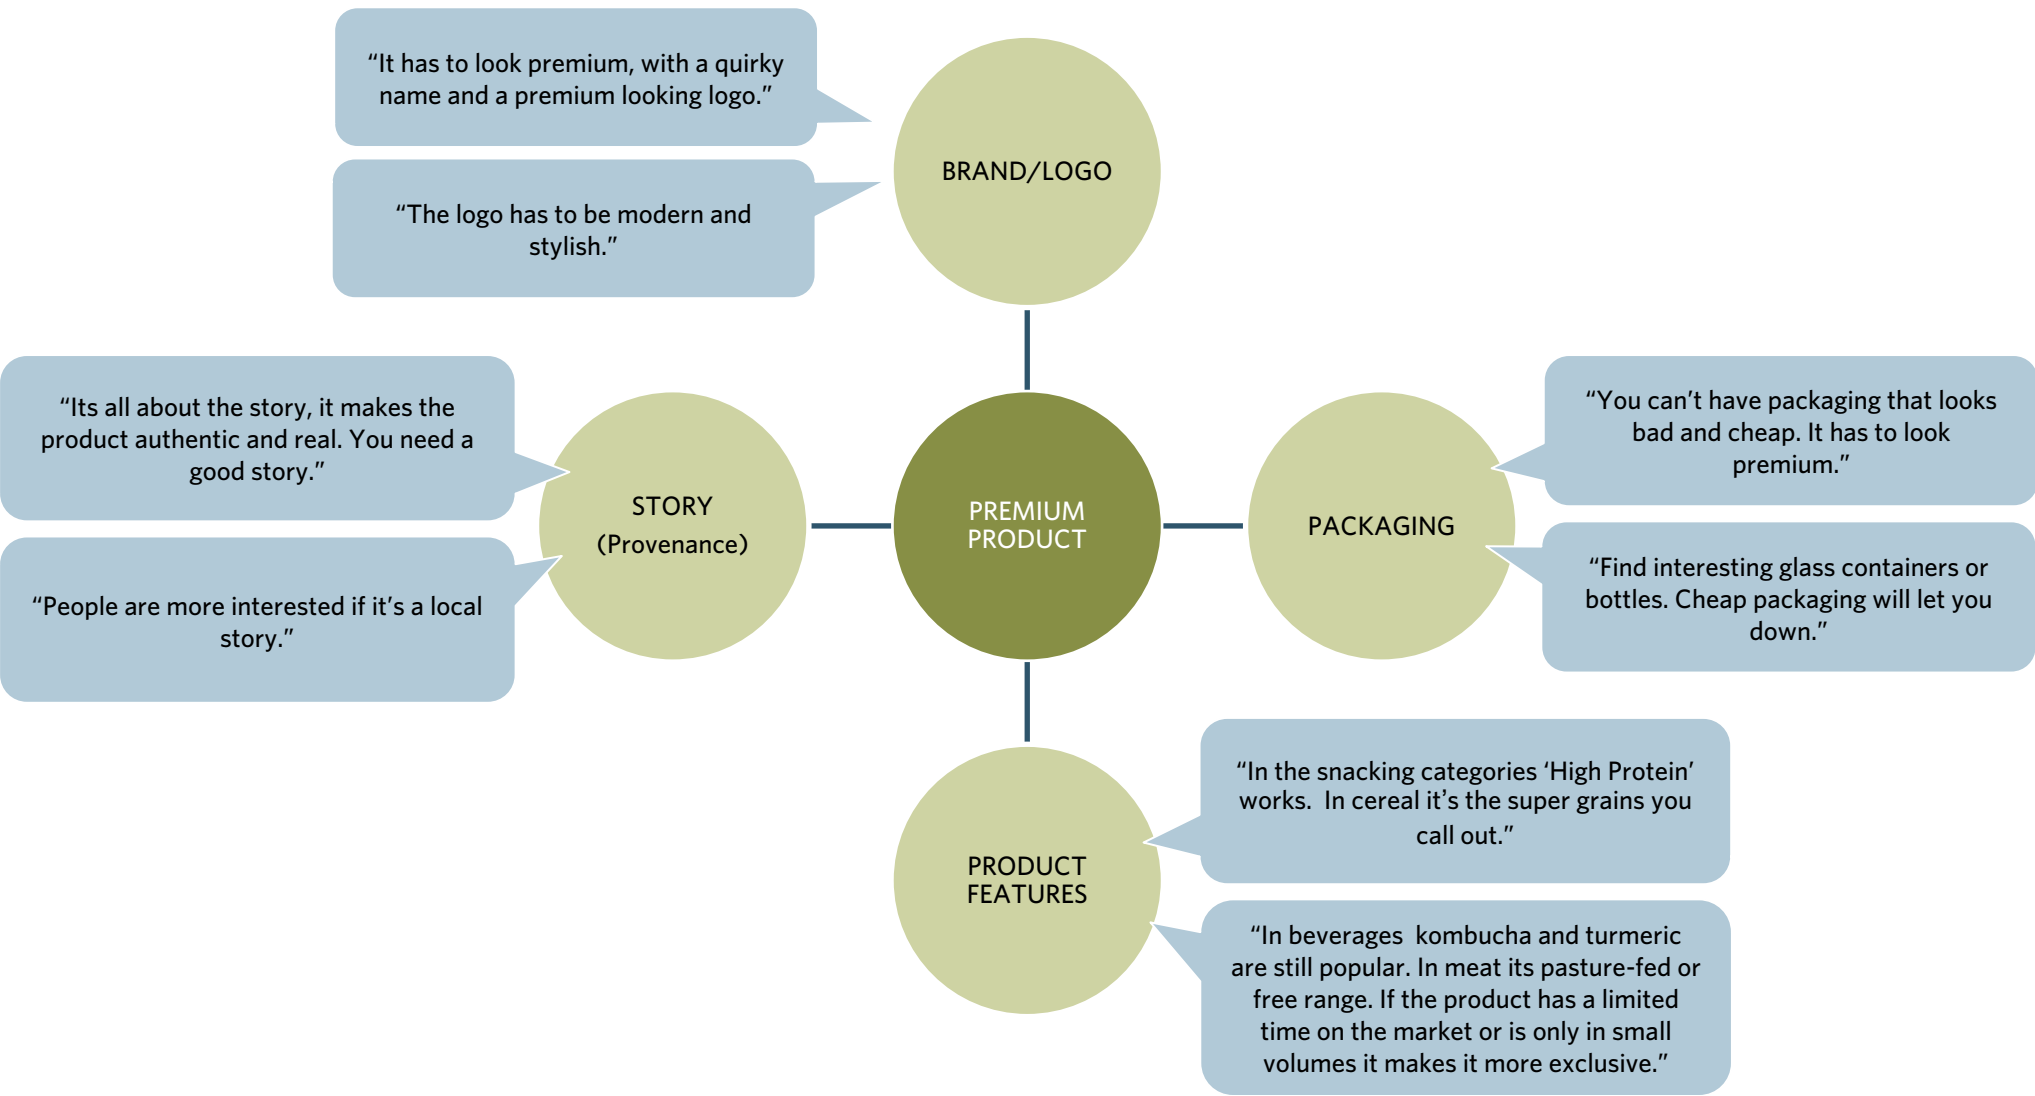 “It has to look premium, with a quirky
name and a premium looking logo.”
BRAND/LOGO
“The logo has to be modern and
stylish.”
“Its all about the story, it makes the
product authentic and real. You need a
good story.”
“People are more interested if it’s a local
story.”
STORY
(Provenance)
PREMIUM
PRODUCT
PACKAGING
“You can’t have packaging that looks
bad and cheap. It has to look
premium.”
“Find interesting glass containers or
bottles. Cheap packaging will let you
down.”
PRODUCT
FEATURES
“In the snacking categories ‘High Protein’
works.  In cereal it’s the super grains you
call out.”
“In beverages  kombucha and turmeric
are still popular. In meat its pasture-fed or
free range. If the product has a limited
time on the market or is only in small
volumes it makes it more exclusive.”